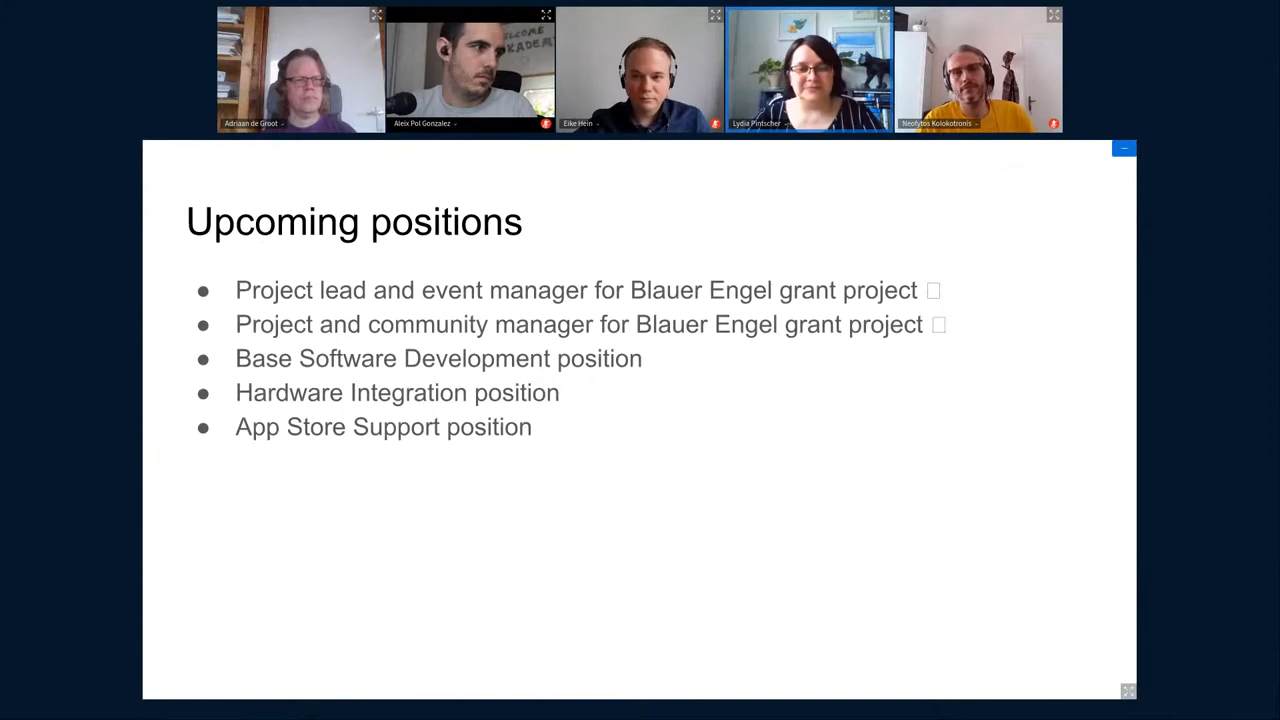 WELCOME
AKADEM
Adriaan de Groot
Aleix Pol Gonzalez
Eike Hein
Lydia Pintscher
Neofytos Kolokotronis
Upcoming positions
● Project lead and event manager for Blauer Engel grant project
● Project and community manager for Blauer Engel grant project
● Base Software Development position
● Hardware Integration position
● App Store Support position